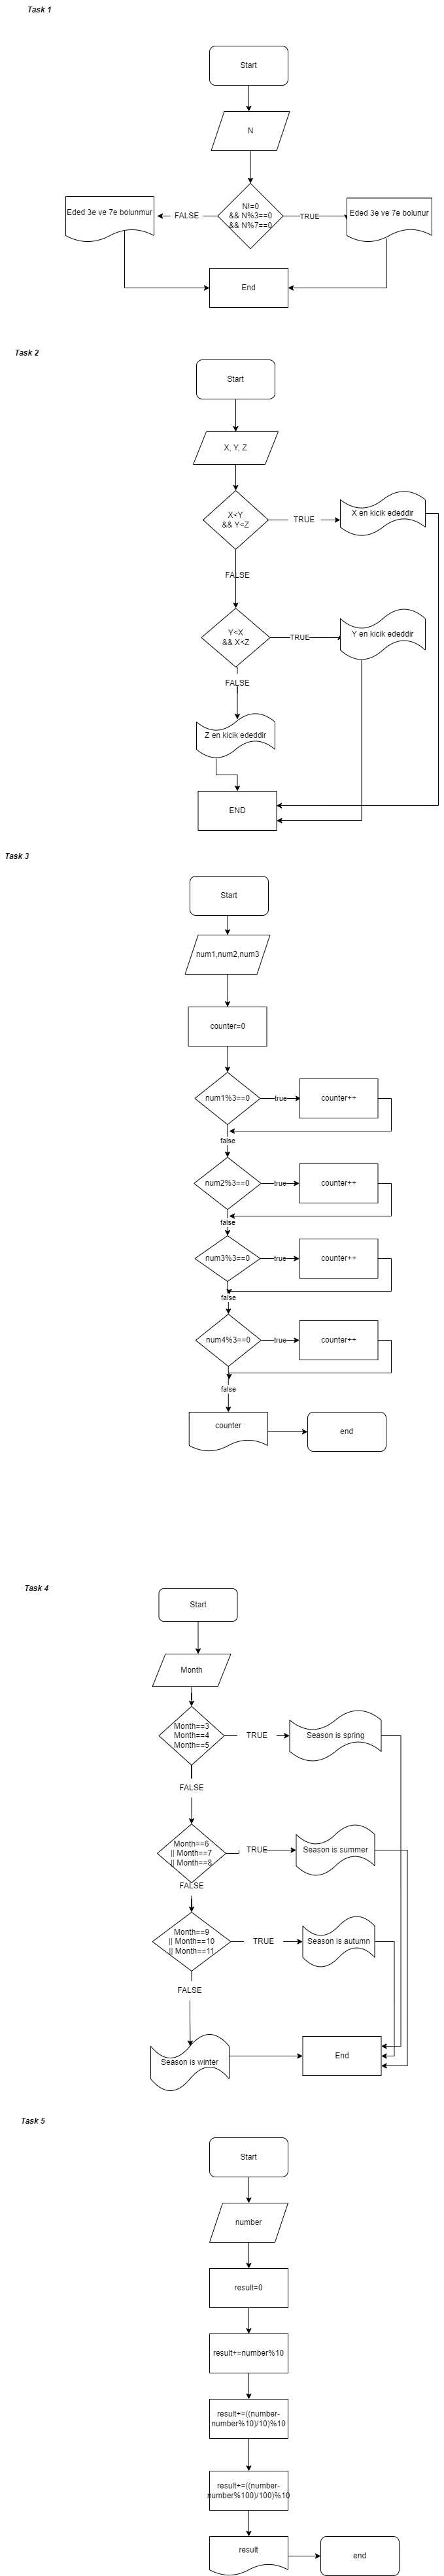 Task 1
Start
N
N!=0
&& N%3==0
&& N%7==0
FALSE
TRUE
Eded 3e ve 7e bolunmur
Eded 3e ve 7e bolunur
End
Task 2
Start
X, Y, Z
X<Y
&& Y<Z
TRUE
X en kicik ededdir
FALSE
Y<X
&& X<Z
TRUE
Y en kicik ededdir
FALSE
Z en kicik ededdir
END
Task 3
Start
num1,num2,num3
counter=0
num1%3==0
true
counter++
false
num2%3==0
true
counter++
false
num3%3==0
true
counter++
false
num4%3==0
true
counter++
false
counter
end
Task 4
Start
Month
Month==3
Month==4
Month==5
TRUE
Season is spring
FALSE
Month==6
|| Month==7
|| Month==8
TRUE
Season is summer
FALSE
Month==9
|| Month==10
|| Month==11
TRUE
Season is autumn
FALSE
Season is winter
End
Task 5
Start
number
result=0
result+=number%10
result+=((number-
number%10)/10)%10
result+=((number-
number%100)/100)%10
result
end